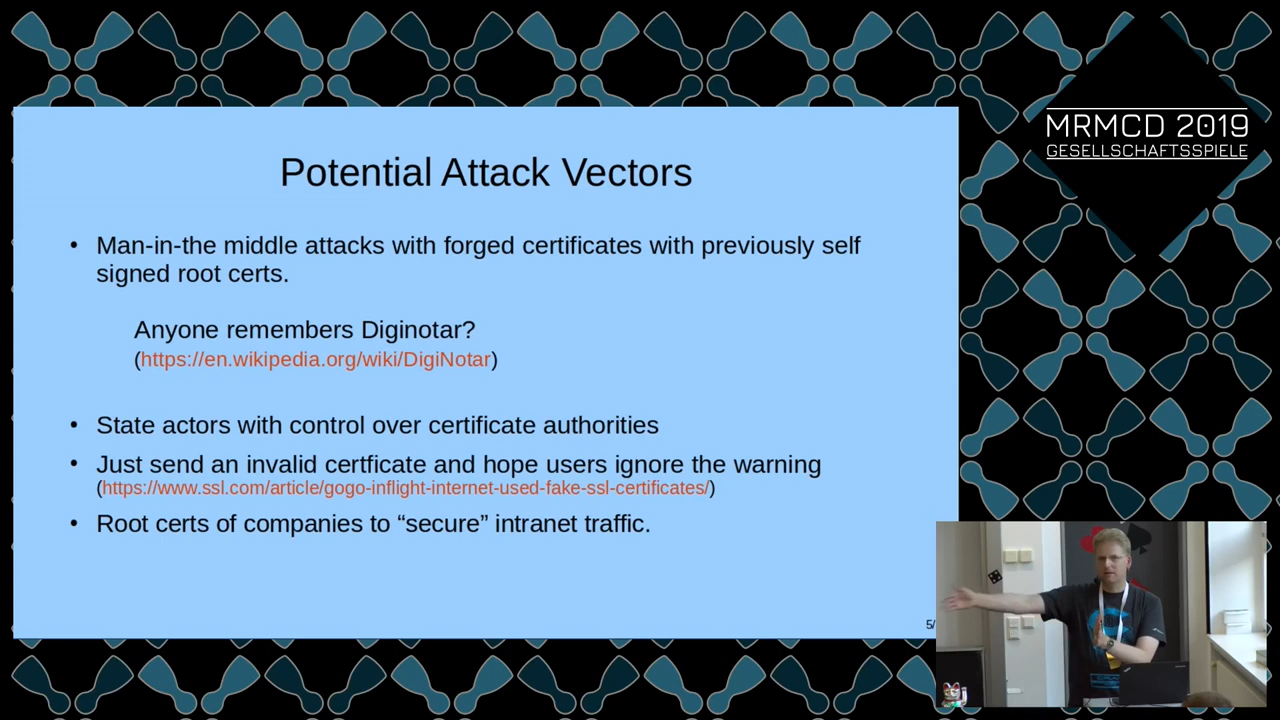 MRMCD 2019
GESELLSCHAFTSSPIELE
Potential Attack Vectors
• Man-in-the middle attacks with forged certificates with previously self
signed root certs.
Anyone remembers Diginotar?
(https://en.wikipedia.org/wiki/DigiNotar)
• State actors with control over certificate authorities
• Just send an invalid certficate and hope users ignore the warning
(https://www.ssl.com/article/gogo-inflight-internet-used-fake-ssl-certificates/)
• Root certs of companies to “secure” intranet traffic.
5/